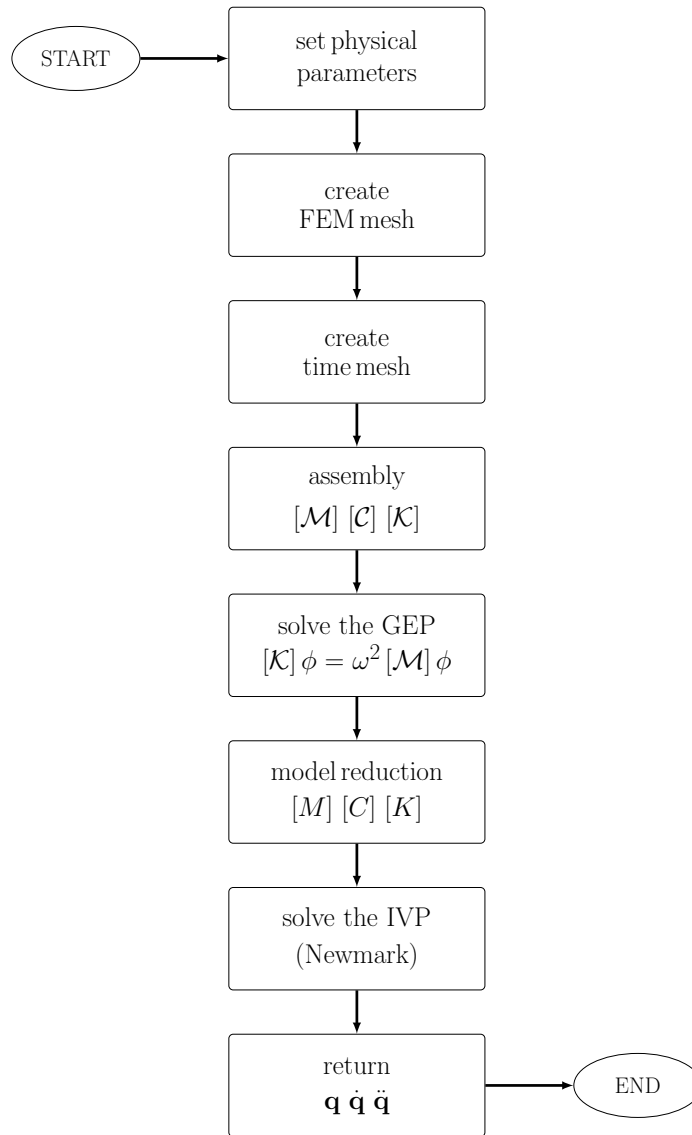 START
set physical
parameters
create
FEM mesh
create
time mesh
assembly
[ℳ] [𝒞] [𝒦]
solve the GEP
[𝒦] ϕ = ω² [ℳ] ϕ
model reduction
[M] [C] [K]
solve the IVP
(Newmark)
return
q q̇ q̈
END